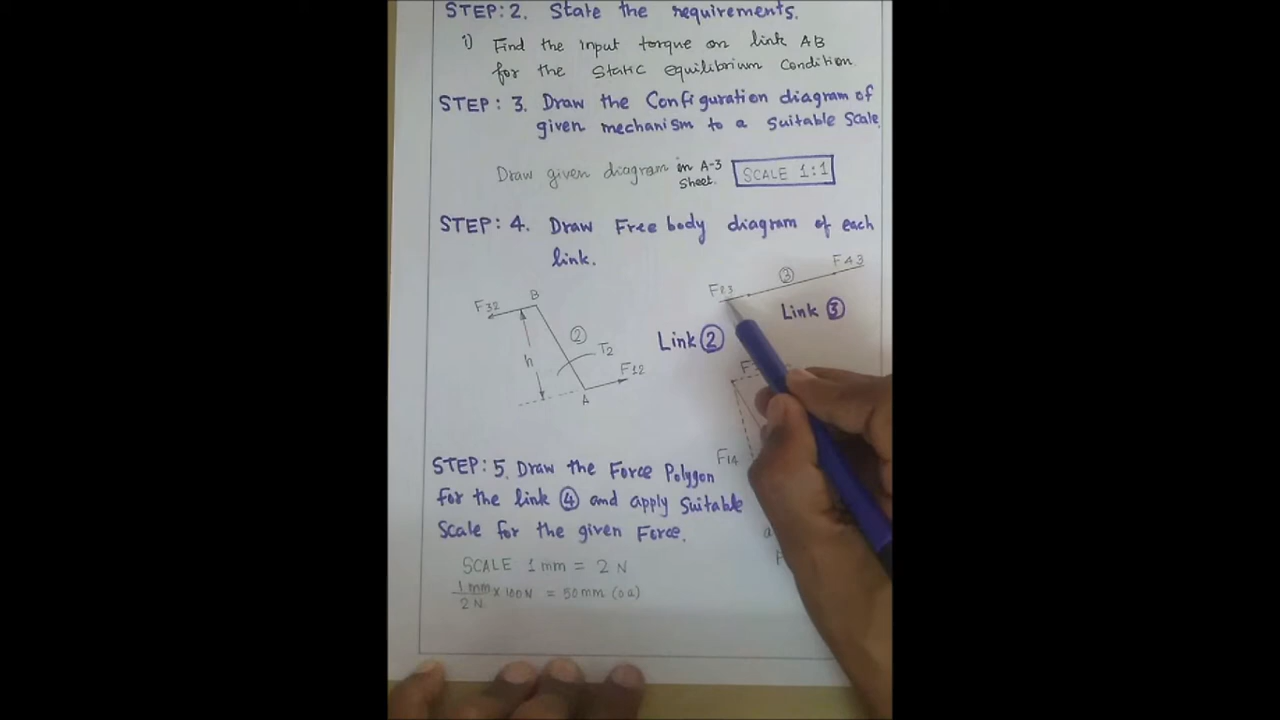 STEP: 2. State the requirements.
1) Find the input torque on link AB
for the static equilibrium condition.
STEP: 3. Draw the Configuration diagram of
given mechanism to a suitable scale.
Draw given diagram in A-3
sheet.
SCALE 1:1
STEP: 4. Draw Free body diagram of each
link.
F32
B
h
2
T2
F12
A
F23
3
F43
Link 3
Link 2
F14
STEP: 5. Draw the Force Polygon
for the link 4 and apply suitable
Scale for the given Force.
SCALE 1 mm = 2 N
1 mm
2 N.
x 100N = 50 mm (oa)